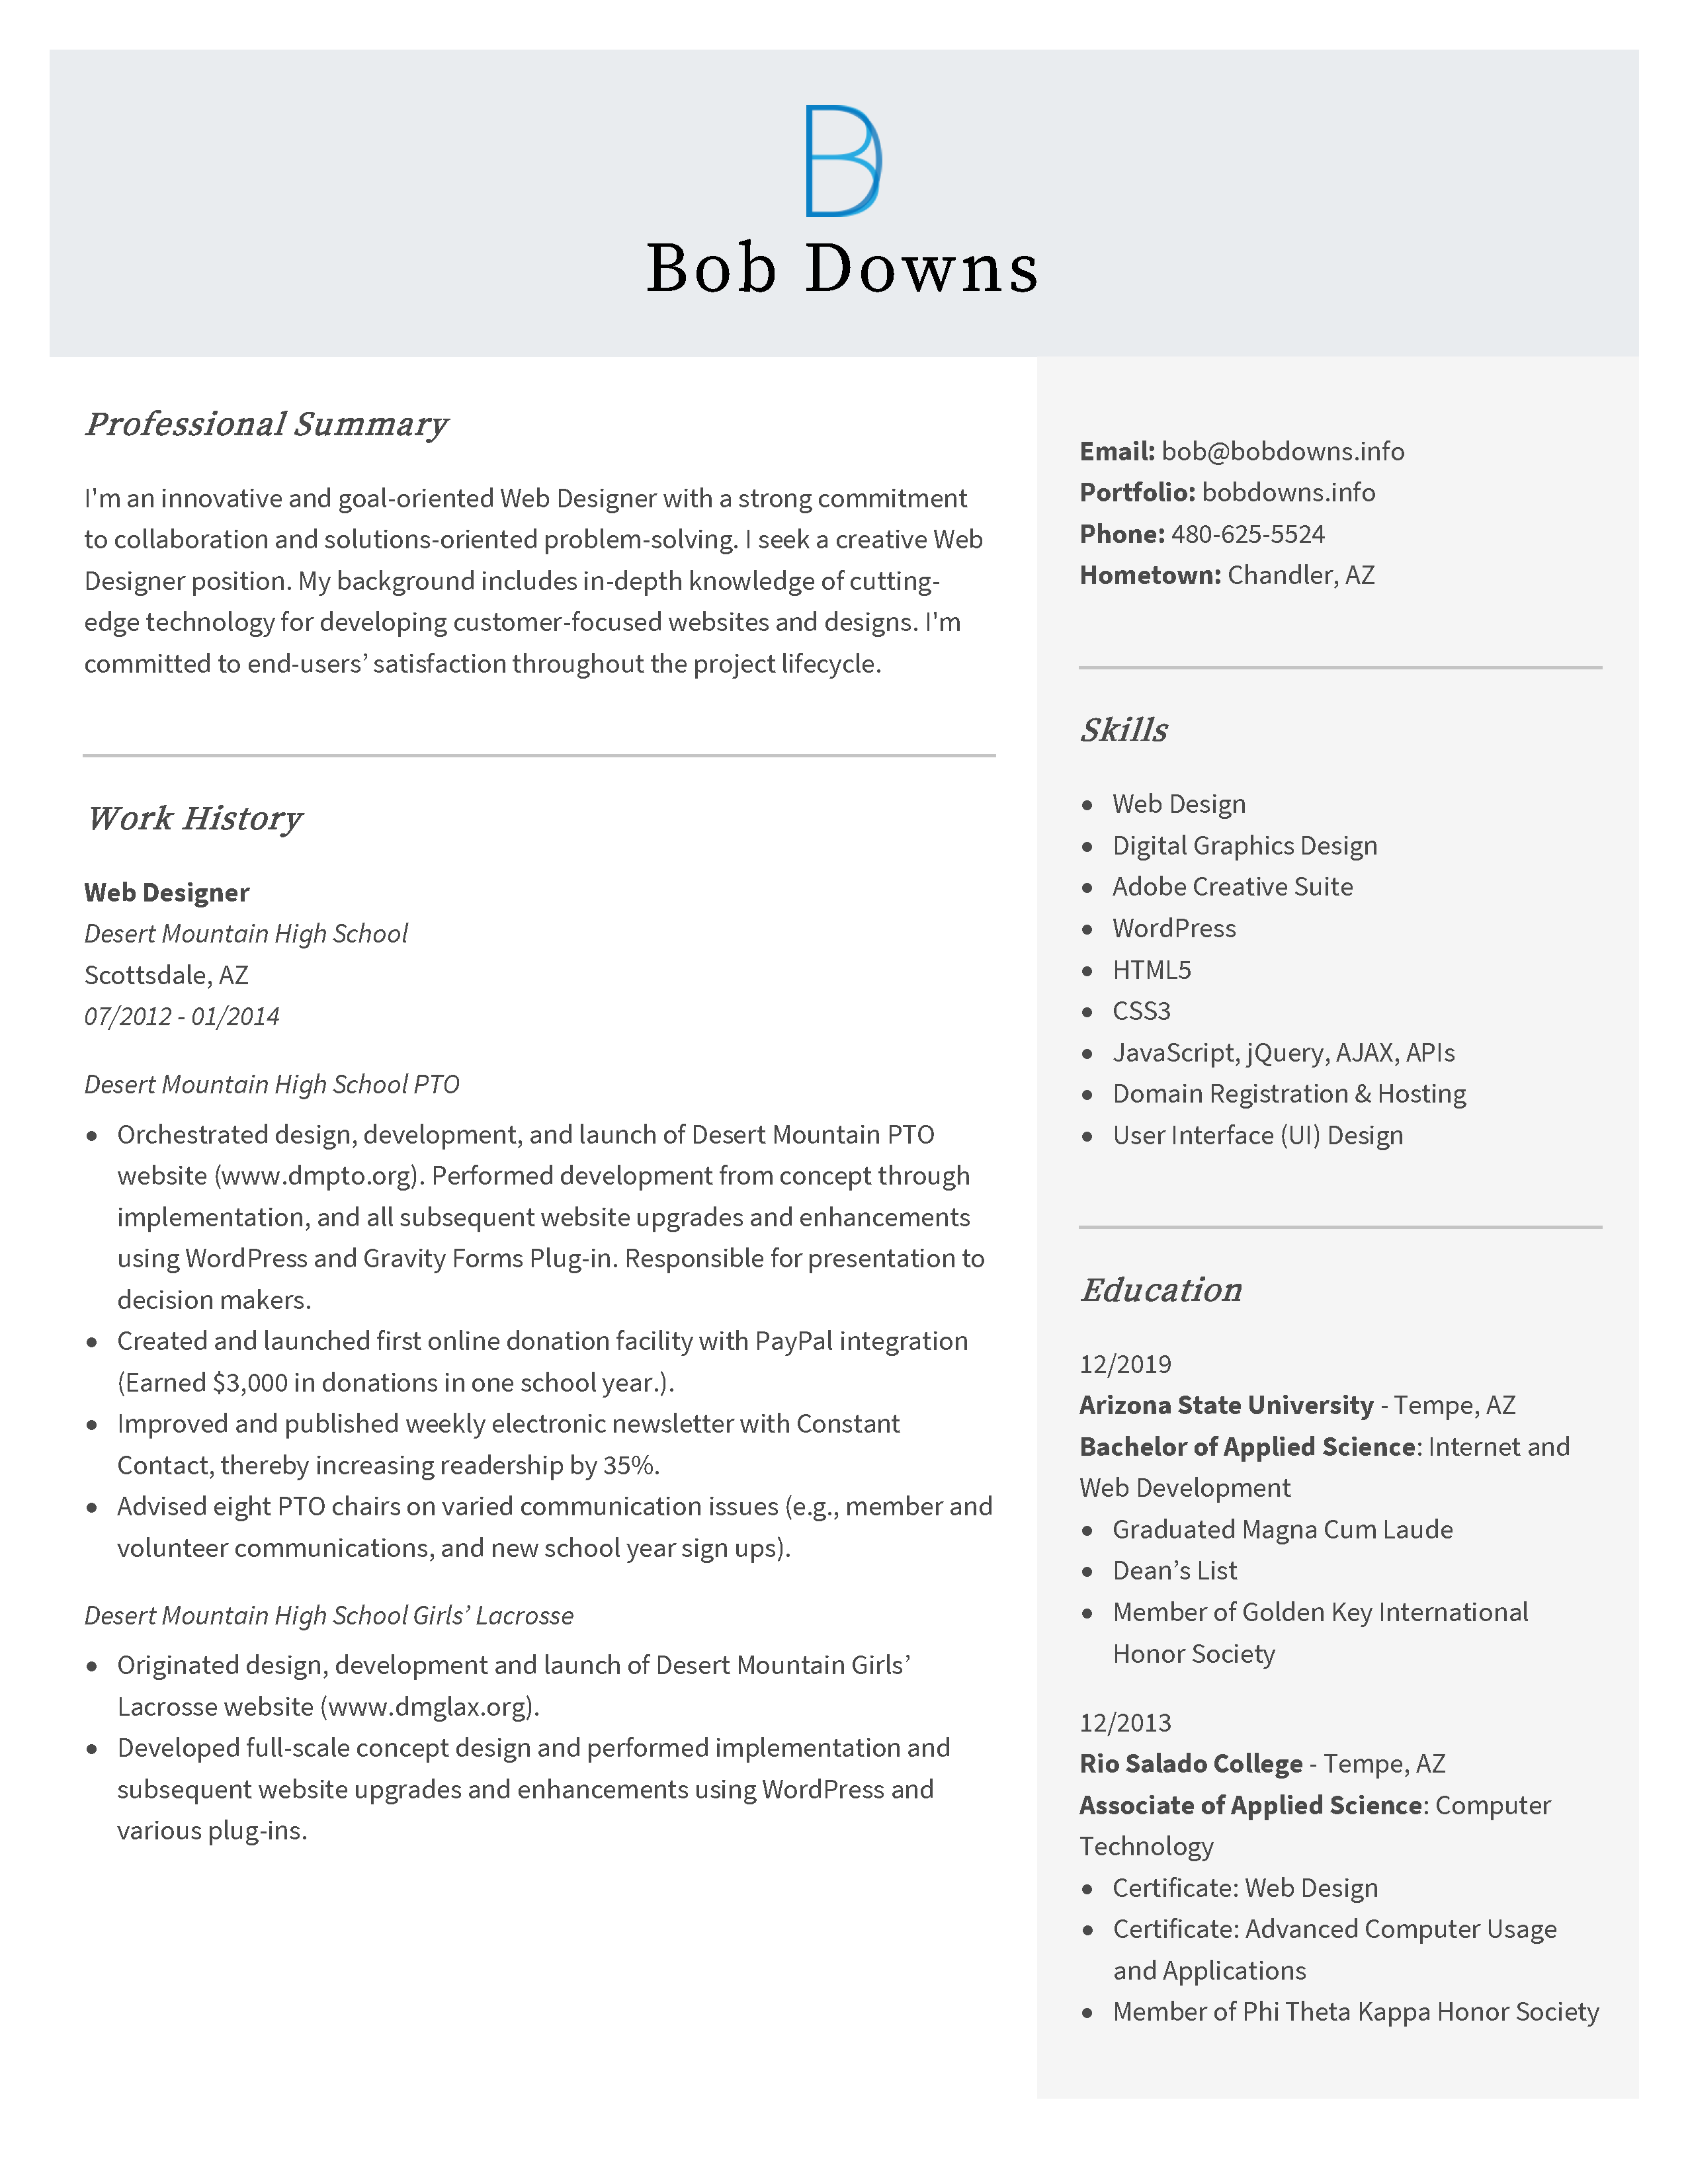 B
Bob Downs
Professional Summary
I'm an innovative and goal-oriented Web Designer with a strong commitment
to collaboration and solutions-oriented problem-solving. I seek a creative Web
Designer position. My background includes in-depth knowledge of cutting-
edge technology for developing customer-focused websites and designs. I'm
committed to end-users’ satisfaction throughout the project lifecycle.
Work History
Web Designer
Desert Mountain High School
Scottsdale, AZ
07/2012 - 01/2014
Desert Mountain High School PTO
• Orchestrated design, development, and launch of Desert Mountain PTO
website (www.dmpto.org). Performed development from concept through
implementation, and all subsequent website upgrades and enhancements
using WordPress and Gravity Forms Plug-in. Responsible for presentation to
decision makers.
• Created and launched first online donation facility with PayPal integration
(Earned $3,000 in donations in one school year.).
• Improved and published weekly electronic newsletter with Constant
Contact, thereby increasing readership by 35%.
• Advised eight PTO chairs on varied communication issues (e.g., member and
volunteer communications, and new school year sign ups).
Desert Mountain High School Girls’ Lacrosse
• Originated design, development and launch of Desert Mountain Girls’
Lacrosse website (www.dmglax.org).
• Developed full-scale concept design and performed implementation and
subsequent website upgrades and enhancements using WordPress and
various plug-ins.
Email: bob@bobdowns.info
Portfolio: bobdowns.info
Phone: 480-625-5524
Hometown: Chandler, AZ
Skills
• Web Design
• Digital Graphics Design
• Adobe Creative Suite
• WordPress
• HTML5
• CSS3
• JavaScript, jQuery, AJAX, APIs
• Domain Registration & Hosting
• User Interface (UI) Design
Education
12/2019
Arizona State University - Tempe, AZ
Bachelor of Applied Science: Internet and
Web Development
• Graduated Magna Cum Laude
• Dean’s List
• Member of Golden Key International
Honor Society
12/2013
Rio Salado College - Tempe, AZ
Associate of Applied Science: Computer
Technology
• Certificate: Web Design
• Certificate: Advanced Computer Usage
and Applications
• Member of Phi Theta Kappa Honor Society